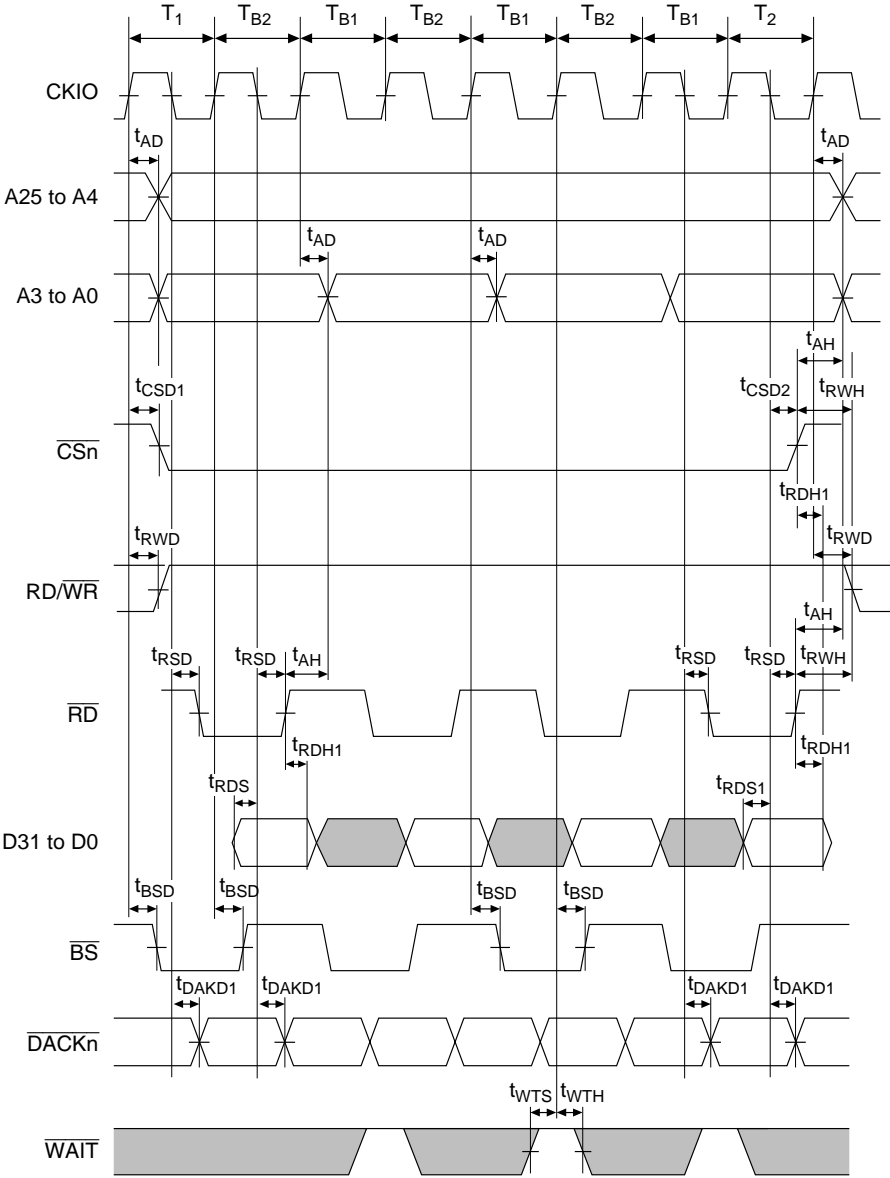 T1 TB2 TB1 TB2 TB1 TB2 TB1 T2
CKIO
tAD tAD
A25 to A4
tAD tAD
A3 to A0
tAH
tCSD1 tCSD2 tRWH
CSn
tRDH1
tRWD tRWD
RD/WR
tAH
tRSD tRSD tAH tRSD tRSD tRWH
RD
tRDH1 tRDH1
tRDS tRDS1
D31 to D0
tBSD tBSD tBSD tBSD
BS
tDAKD1 tDAKD1 tDAKD1 tDAKD1
DACKn
tWTS tWTH
WAIT